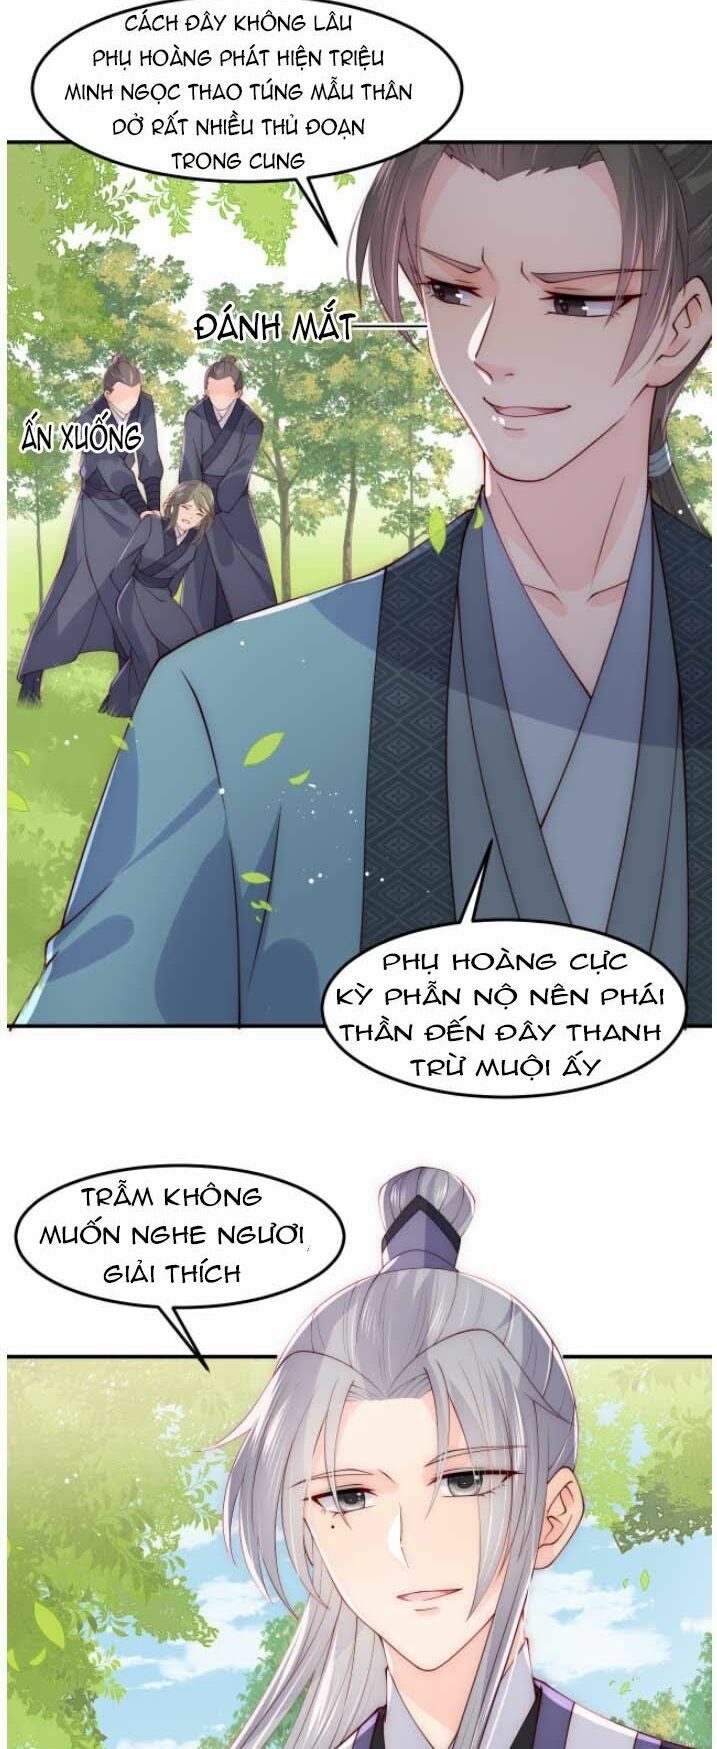 CÁCH ĐÂY KHÔNG LÂU
PHỤ HOÀNG PHÁT HIỆN TRIỆU
MINH NGỌC THAO TÚNG MẪU THÂN
DỞ RẤT NHIỀU THỦ ĐOẠN
TRONG CUNG
ĐÁNH MẮT
ẤN XUỐNG
PHỤ HOÀNG CỰC
KỲ PHẪN NỘ NÊN PHÁI
THẦN ĐẾN ĐÂY THANH
TRỪ MUỘI ẤY
TRẪM KHÔNG
MUỐN NGHE NGƯƠI
GIẢI THÍCH